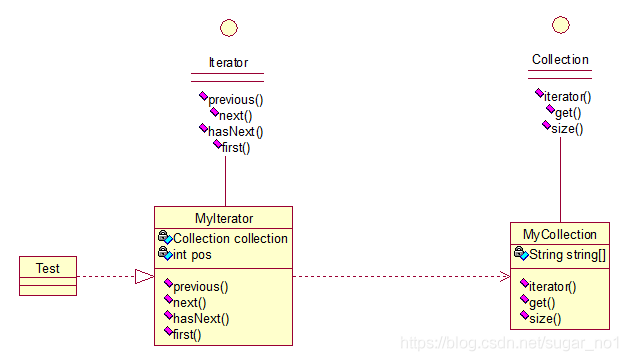 Iterator
previous()
next()
hasNext()
first()
Collection
iterator()
get()
size()
MyIterator
Collection collection
int pos
previous()
next()
hasNext()
first()
MyCollection
String string[]
iterator()
get()
size()
Test
https://blog.csdn.net/sugar_no1